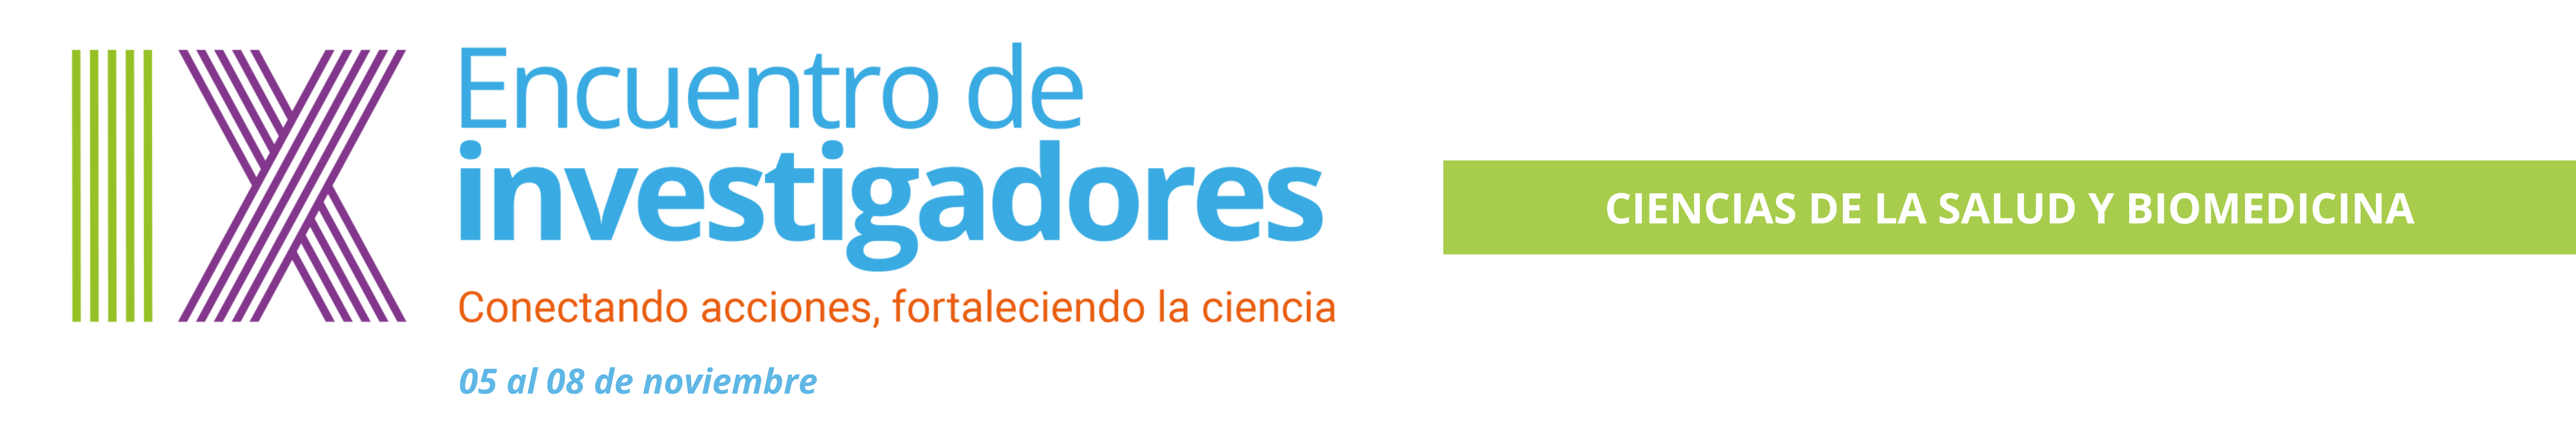 IX
Encuentro de
investigadores
Conectando acciones, fortaleciendo la ciencia
05 al 08 de noviembre
CIENCIAS DE LA SALUD Y BIOMEDICINA